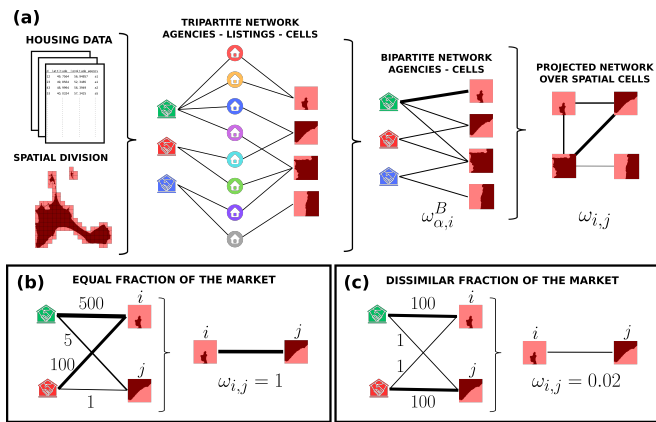 (a)
HOUSING DATA
SPATIAL DIVISION
TRIPARTITE NETWORK
AGENCIES - LISTINGS - CELLS
BIPARTITE NETWORK
AGENCIES - CELLS
ω^B_{α,i}
PROJECTED NETWORK
OVER SPATIAL CELLS
ω_{i,j}
(b)
EQUAL FRACTION OF THE MARKET
500
i
5
100
j
1
i
j
ω_{i,j} = 1
(c)
DISSIMILAR FRACTION OF THE MARKET
100
i
1
1
j
100
i
j
ω_{i,j} = 0.02